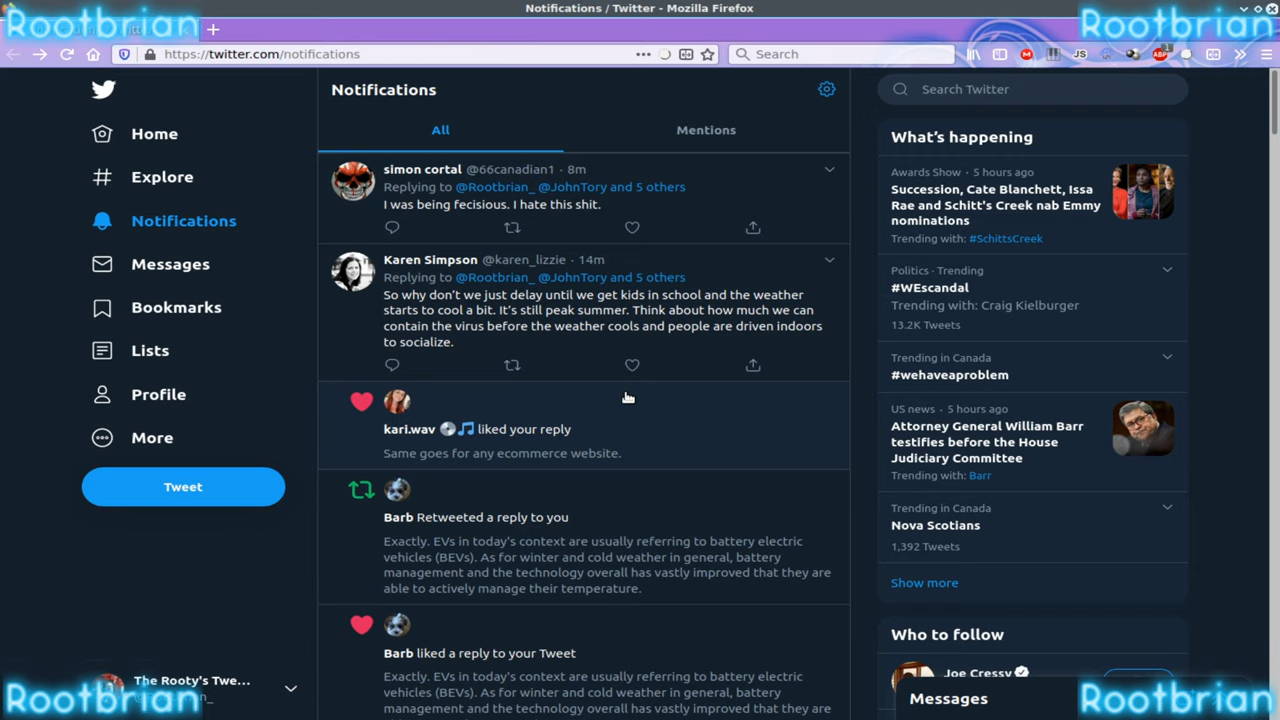 Notifications / Twitter - Mozilla Firefox
Rootbrian
Rootbrian
https://twitter.com/notifications
Search
JS
ABP
1
Home
Explore
Notifications
Messages
Bookmarks
Lists
Profile
More
Tweet
The Rooty's Twe...
Rootbrian
Notifications
All
Mentions
simon cortal @66canadian1 · 8m
Replying to @Rootbrian_ @JohnTory and 5 others
I was being fecisious. I hate this shit.
Karen Simpson @karen_lizzie · 14m
Replying to @Rootbrian_ @JohnTory and 5 others
So why don't we just delay until we get kids in school and the weather
starts to cool a bit. It's still peak summer. Think about how much we can
contain the virus before the weather cools and people are driven indoors
to socialize.
kari.wav 💿🎵 liked your reply
Same goes for any ecommerce website.
Barb Retweeted a reply to you
Exactly. EVs in today's context are usually referring to battery electric
vehicles (BEVs). As for winter and cold weather in general, battery
management and the technology overall has vastly improved that they are
able to actively manage their temperature.
Barb liked a reply to your Tweet
Exactly. EVs in today's context are usually referring to battery electric
vehicles (BEVs). As for winter and cold weather in general, battery
Search Twitter
What's happening
Awards Show · 5 hours ago
Succession, Cate Blanchett, Issa
Rae and Schitt's Creek nab Emmy
nominations
Trending with: #SchittsCreek
Politics · Trending
#WEscandal
Trending with: Craig Kielburger
13.2K Tweets
Trending in Canada
#wehaveaproblem
US news · 5 hours ago
Attorney General William Barr
testifies before the House
Judiciary Committee
Trending with: Barr
Trending in Canada
Nova Scotians
1,392 Tweets
Show more
Who to follow
Joe Cressy
Messages
Rootbrian